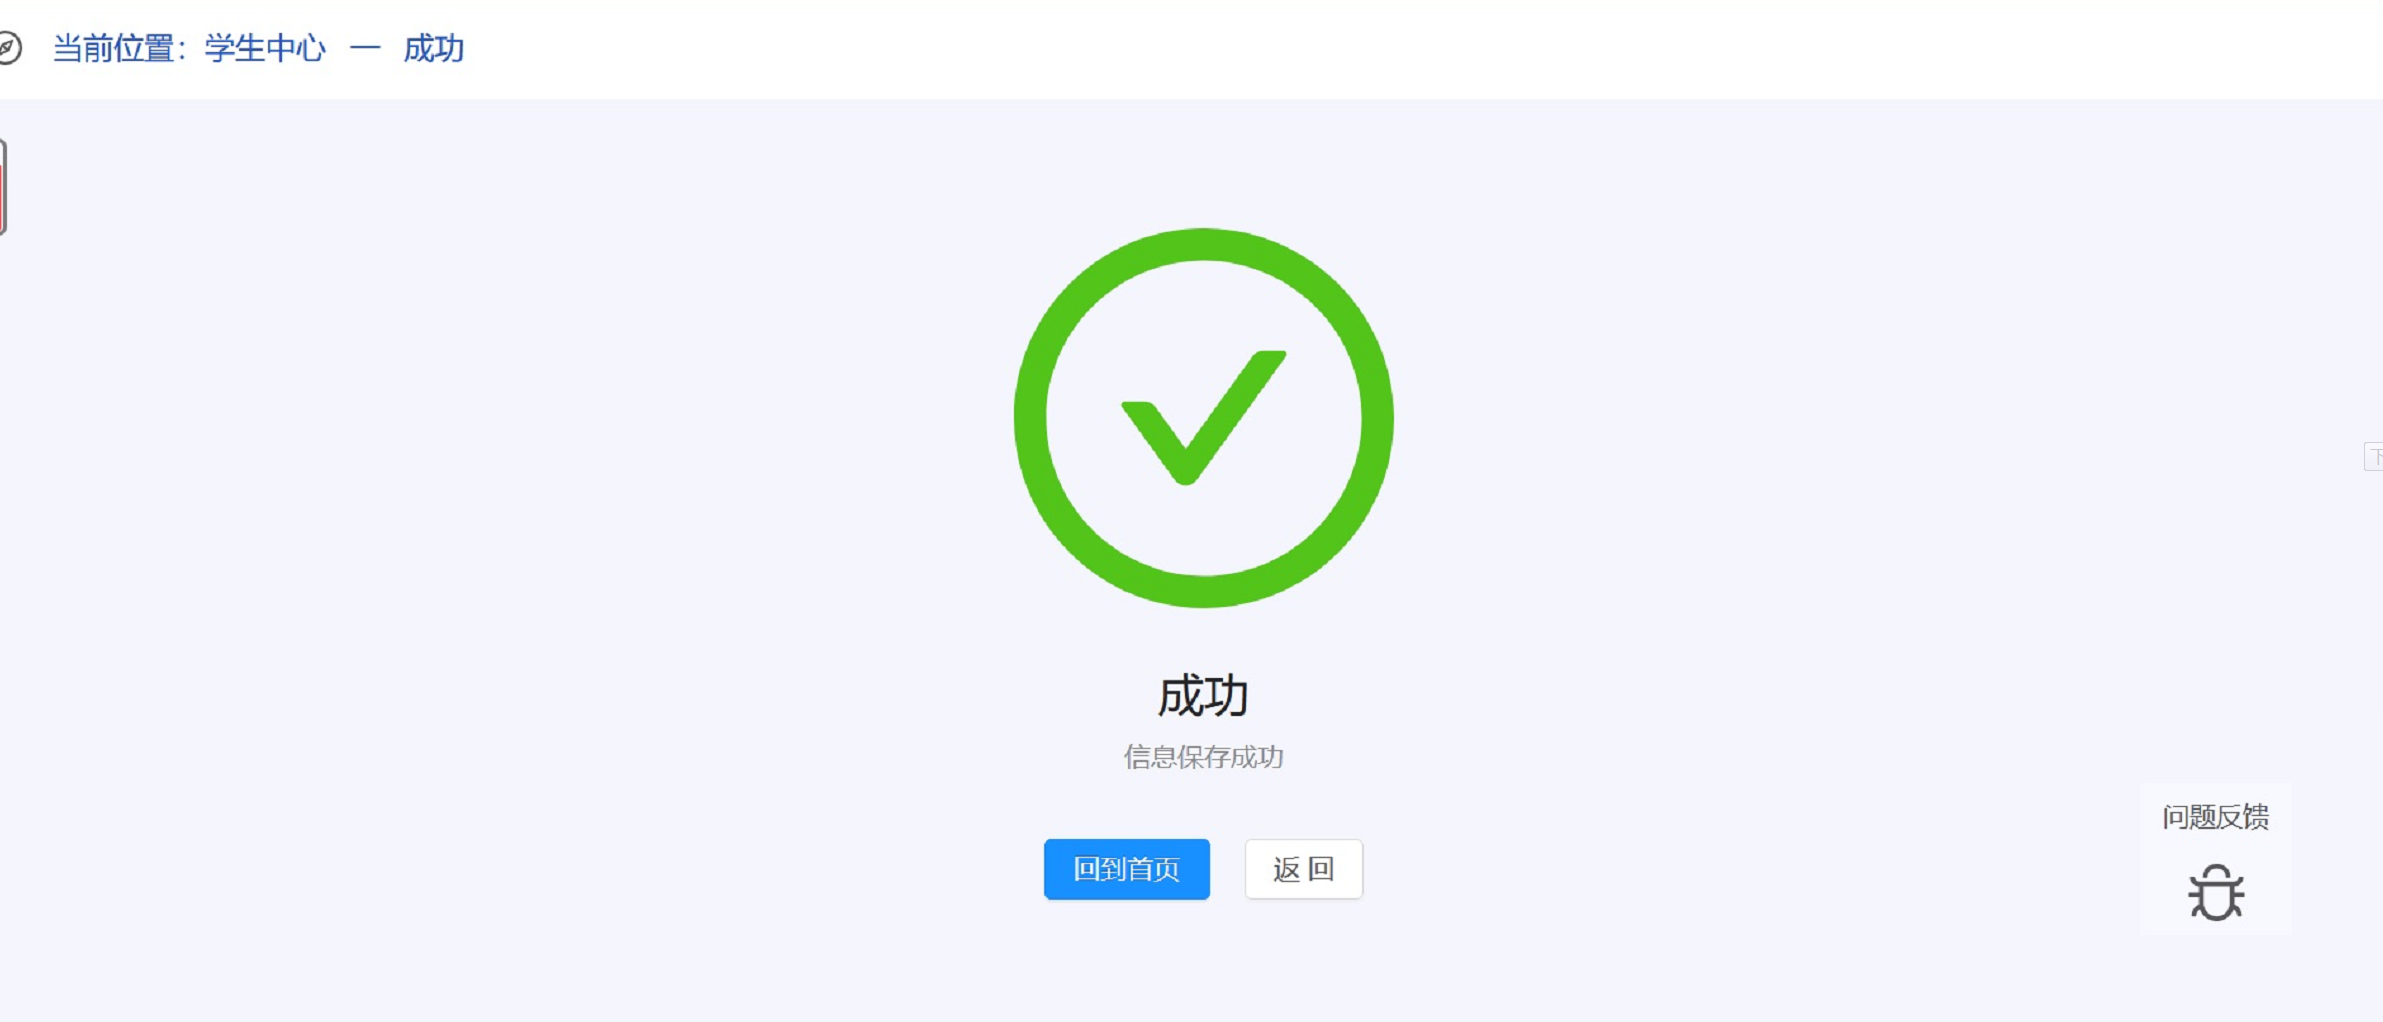 当前位置：学生中心 — 成功
成功
信息保存成功
回到首页 返回
问题反馈